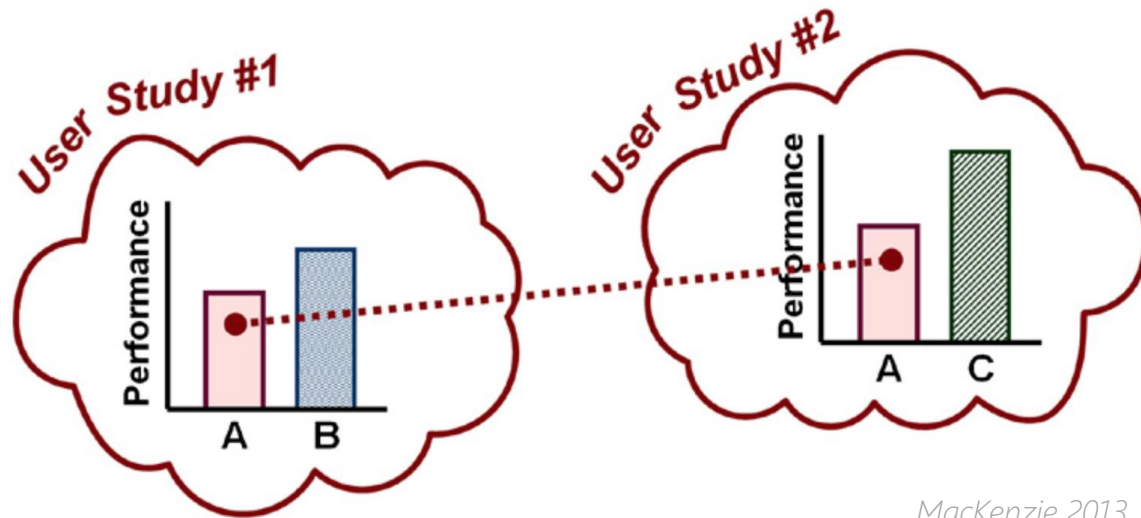 User Study #1
Performance
A B
User Study #2
Performance
A C
MacKenzie 2013